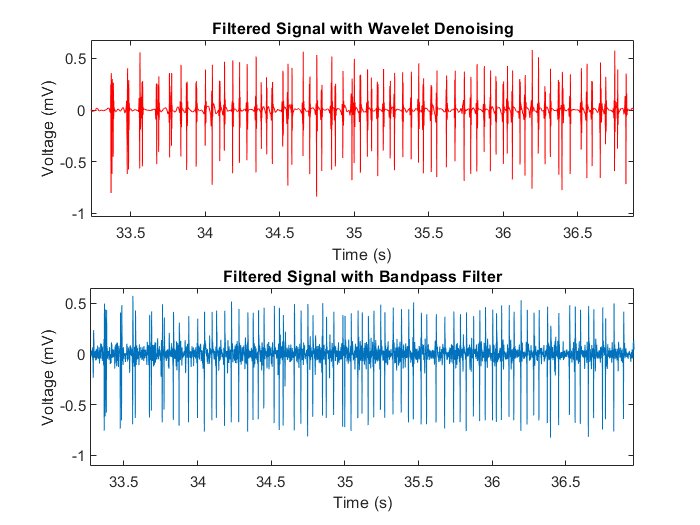 Filtered Signal with Wavelet Denoising
Voltage (mV)
0.5
0
-0.5
-1
33.5 34 34.5 35 35.5 36 36.5
Time (s)
Filtered Signal with Bandpass Filter
Voltage (mV)
0.5
0
-0.5
-1
33.5 34 34.5 35 35.5 36 36.5
Time (s)